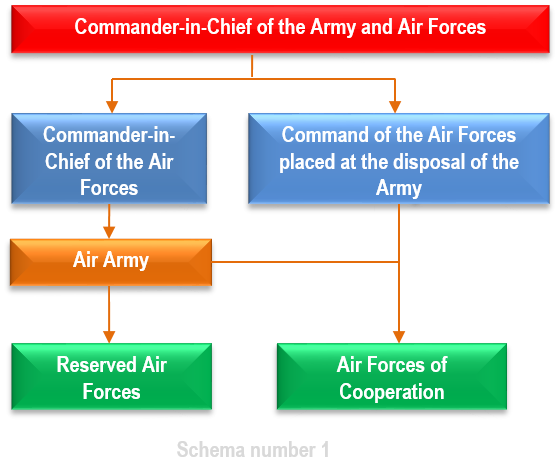 Commander-in-Chief of the Army and Air Forces
Commander-in-
Chief of the Air
Forces
Command of the Air Forces
placed at the disposal of the
Army
Air Army
Reserved Air
Forces
Air Forces of
Cooperation
Schema number 1